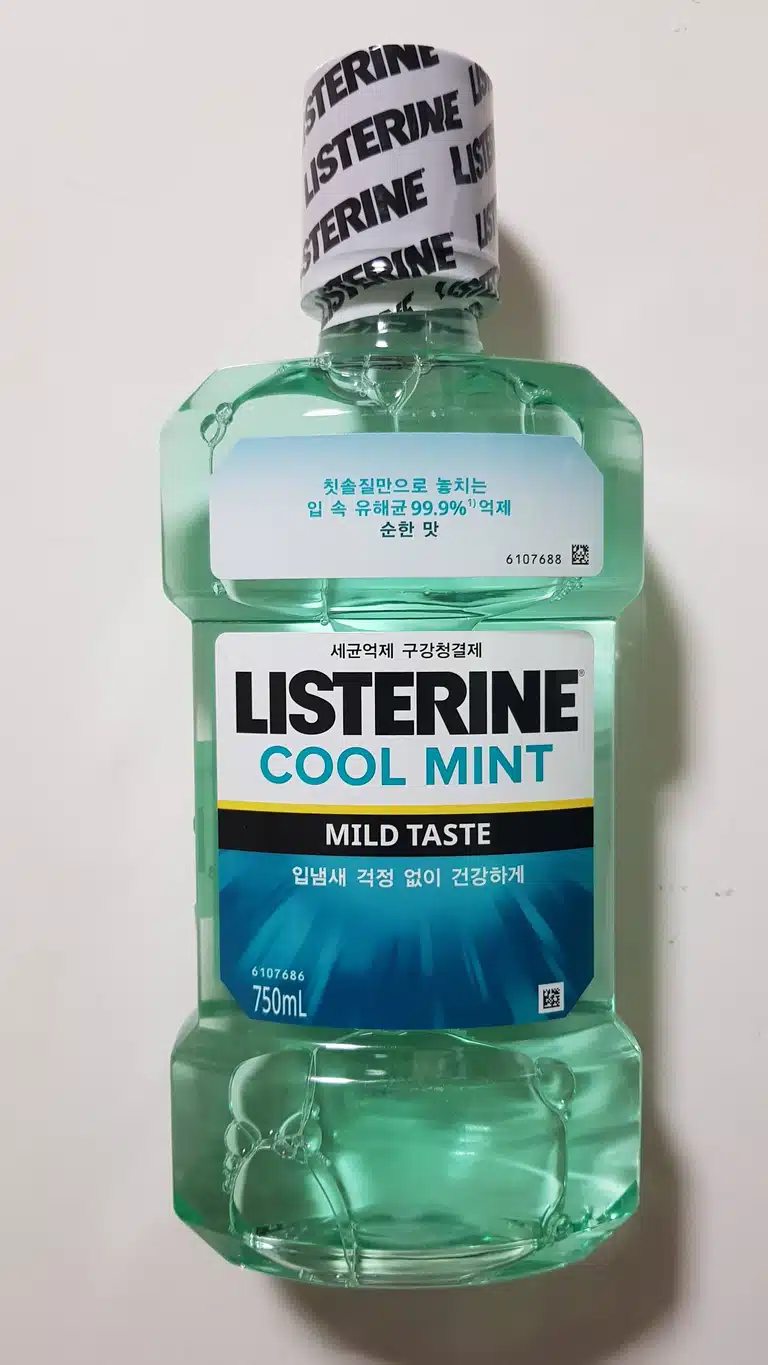 LISTERINE
LISTERINE
LISTERINE
LISTERINE
칫솔질만으로 놓치는
입 속 유해균 99.9%¹⁾ 억제
순한 맛
6107688
세균억제 구강청결제
LISTERINE®
COOL MINT
MILD TASTE
입냄새 걱정 없이 건강하게
6107686
750mL